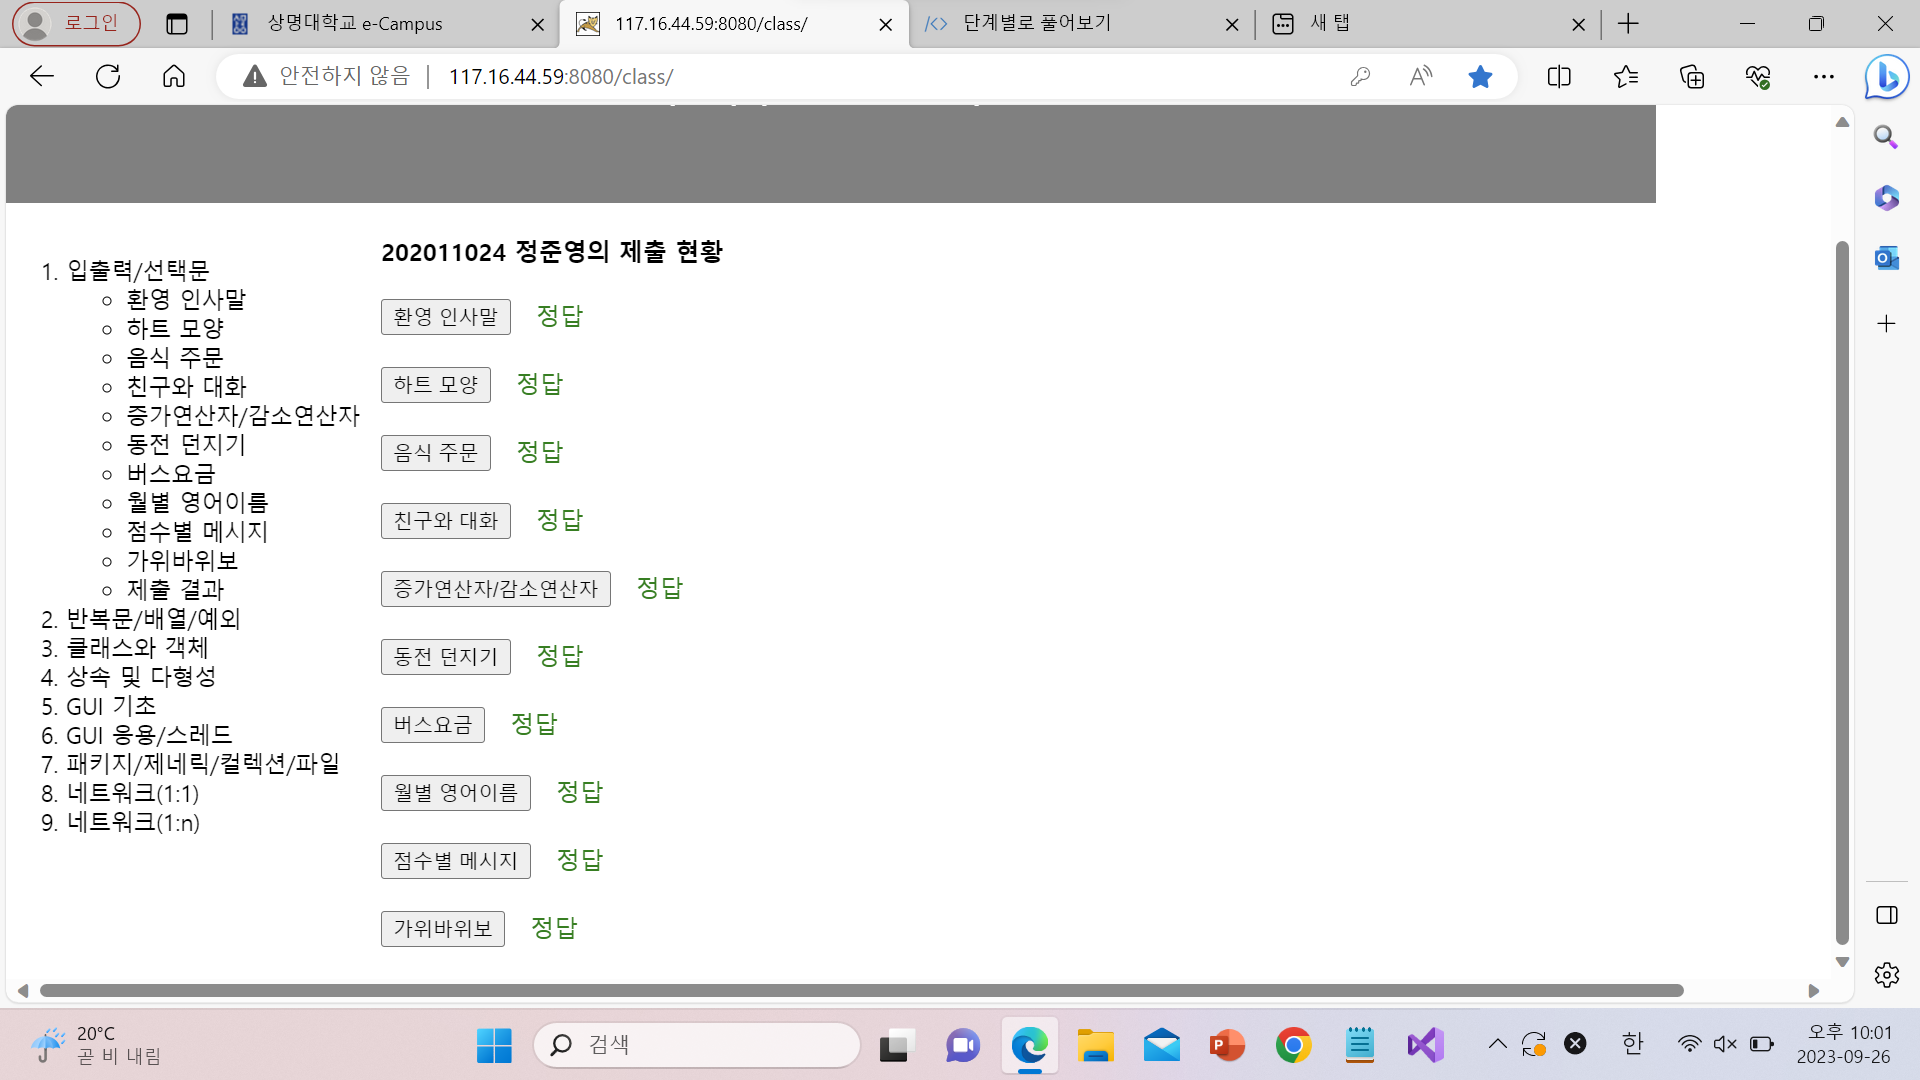 로그인
상명대학교 e-Campus
117.16.44.59:8080/class/
단계별로 풀어보기
새 탭
안전하지 않음 | 117.16.44.59:8080/class/
202011024 정준영의 제출 현황
1. 입출력/선택문
환영 인사말
하트 모양
음식 주문
친구와 대화
증가연산자/감소연산자
동전 던지기
버스요금
월별 영어이름
점수별 메시지
가위바위보
제출 결과
2. 반복문/배열/예외
3. 클래스와 객체
4. 상속 및 다형성
5. GUI 기초
6. GUI 응용/스레드
7. 패키지/제네릭/컬렉션/파일
8. 네트워크(1:1)
9. 네트워크(1:n)
환영 인사말 정답
하트 모양 정답
음식 주문 정답
친구와 대화 정답
증가연산자/감소연산자 정답
동전 던지기 정답
버스요금 정답
월별 영어이름 정답
점수별 메시지 정답
가위바위보 정답
20°C
곧 비 내림
검색
한
오후 10:01
2023-09-26